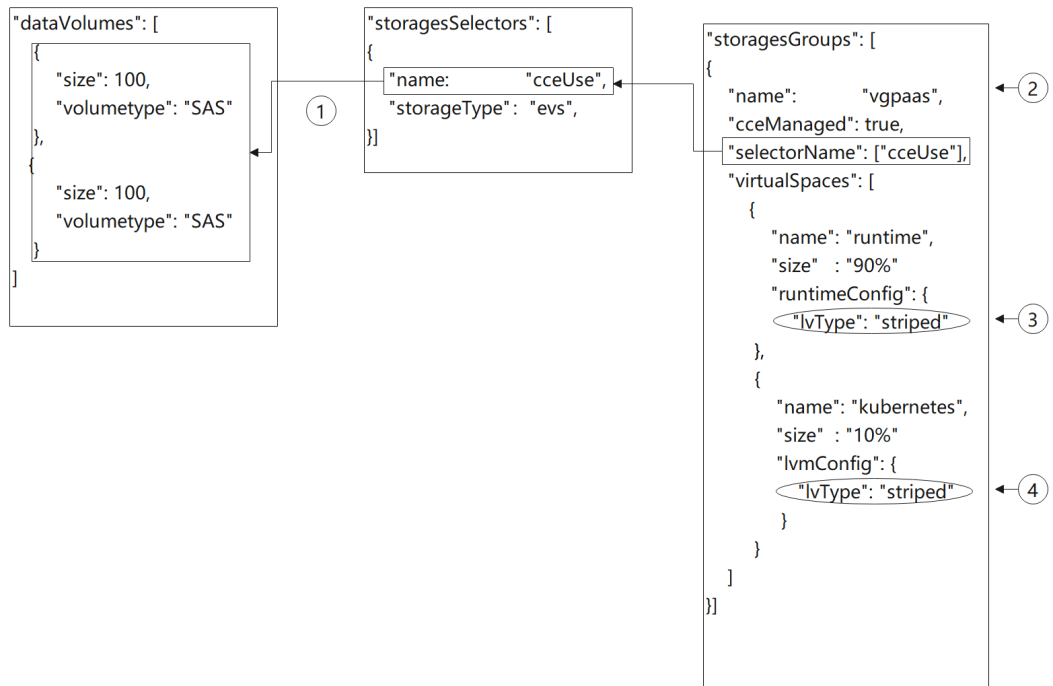 "dataVolumes": [
{
"size": 100,
"volumetype": "SAS"
},
{
"size": 100,
"volumetype": "SAS"
}
]
1
"storagesSelectors": [
{
"name: "cceUse",
"storageType": "evs",
}]
"storagesGroups": [
{
"name": "vgpaas",
"cceManaged": true,
"selectorName": ["cceUse"],
"virtualSpaces": [
{
"name": "runtime",
"size" : "90%"
"runtimeConfig": {
"lvType": "striped"
},
{
"name": "kubernetes",
"size" : "10%"
"lvmConfig": {
"lvType": "striped"
}
}
]
}]
2
3
4